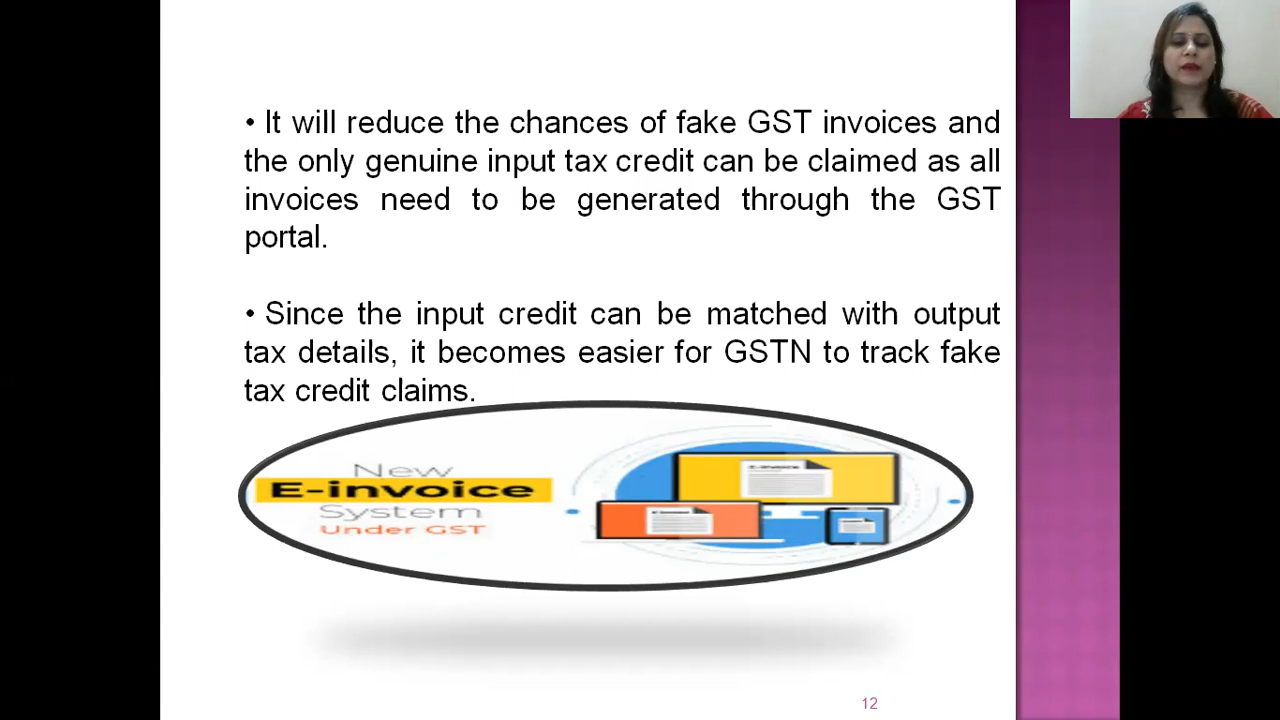 • It will reduce the chances of fake GST invoices and
the only genuine input tax credit can be claimed as all
invoices need to be generated through the GST
portal.
• Since the input credit can be matched with output
tax details, it becomes easier for GSTN to track fake
tax credit claims.
New
E-invoice
System
Under GST
E-invoice
12